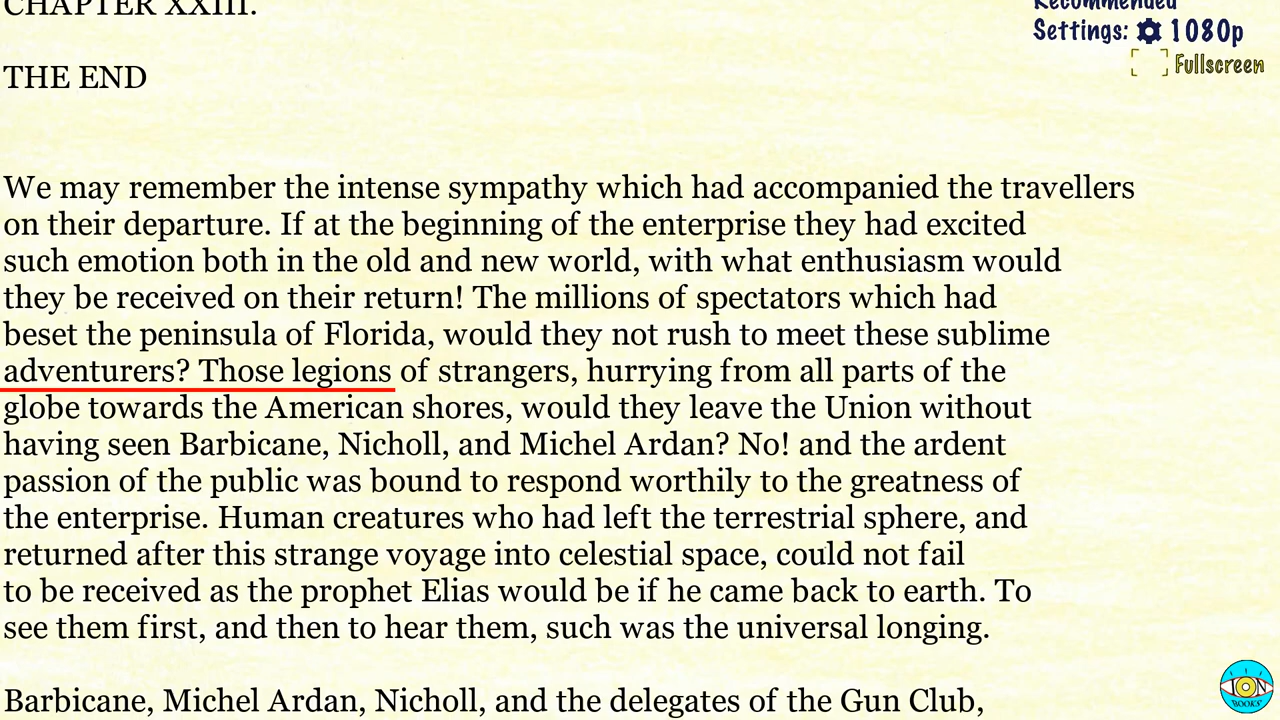 CHAPTER XXIII.
Recommended
Settings: 1080p
Fullscreen
THE END
We may remember the intense sympathy which had accompanied the travellers
on their departure. If at the beginning of the enterprise they had excited
such emotion both in the old and new world, with what enthusiasm would
they be received on their return! The millions of spectators which had
beset the peninsula of Florida, would they not rush to meet these sublime
adventurers? Those legions of strangers, hurrying from all parts of the
globe towards the American shores, would they leave the Union without
having seen Barbicane, Nicholl, and Michel Ardan? No! and the ardent
passion of the public was bound to respond worthily to the greatness of
the enterprise. Human creatures who had left the terrestrial sphere, and
returned after this strange voyage into celestial space, could not fail
to be received as the prophet Elias would be if he came back to earth. To
see them first, and then to hear them, such was the universal longing.
Barbicane, Michel Ardan, Nicholl, and the delegates of the Gun Club,
ION
BOOKS